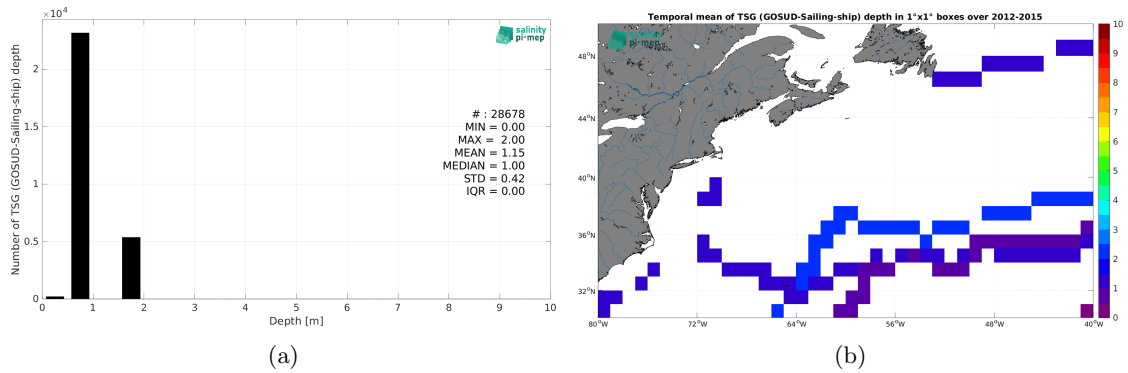 ×10⁴
salinity
pi-mep
# : 28678
MIN = 0.00
MAX = 2.00
MEAN = 1.15
MEDIAN = 1.00
STD = 0.42
IQR = 0.00
Number of TSG (GOSUD-Sailing-ship) depth
2
1.5
1
0.5
0
0 1 2 3 4 5 6 7 8 9 10
Depth [m]
(a)
Temporal mean of TSG (GOSUD-Sailing-ship) depth in 1°x1° boxes over 2012-2015
salinity
pi-mep
48°N
44°N
40°N
36°N
32°N
80°W 72°W 64°W 56°W 48°W 40°W
10
9
8
7
6
5
4
3
2
1
0
(b)